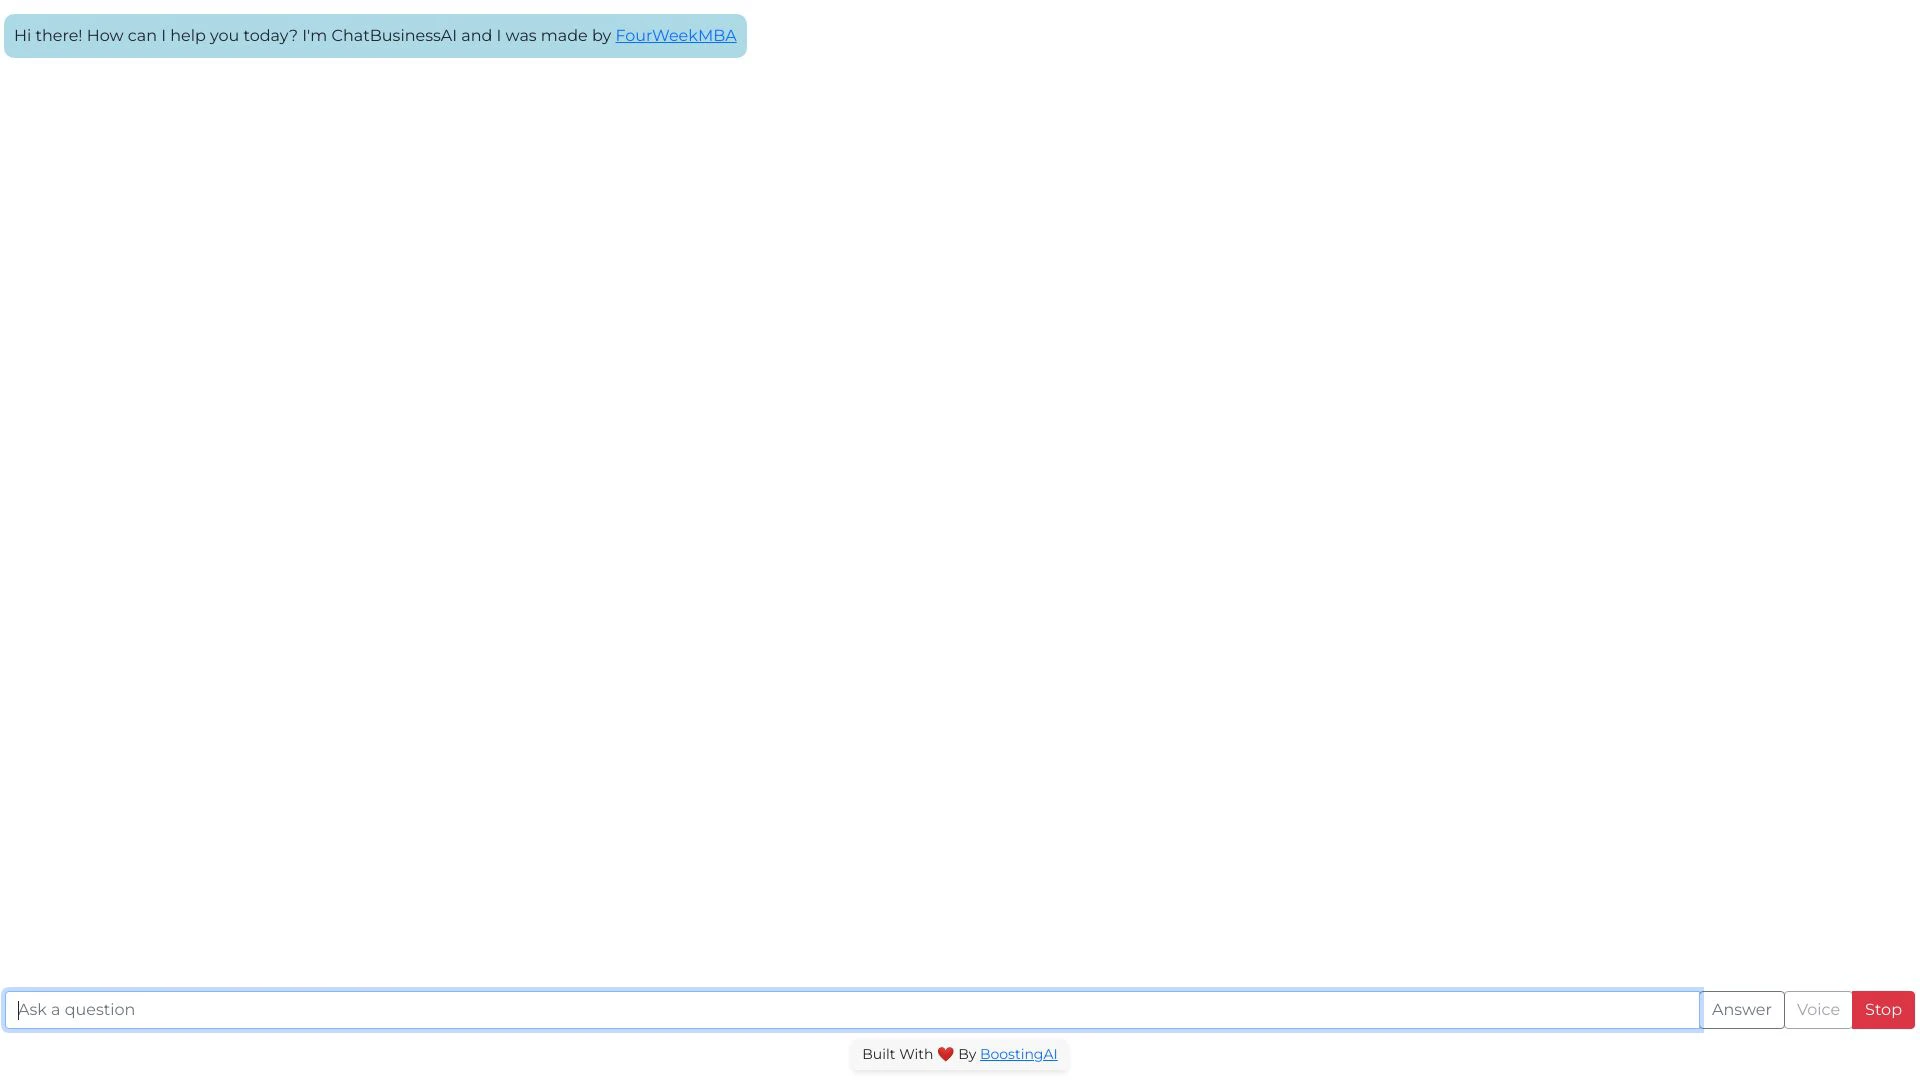 Hi there! How can I help you today? I'm ChatBusinessAI and I was made by FourWeekMBA
Ask a question
Answer
Voice
Stop
Built With ❤️ By BoostingAI